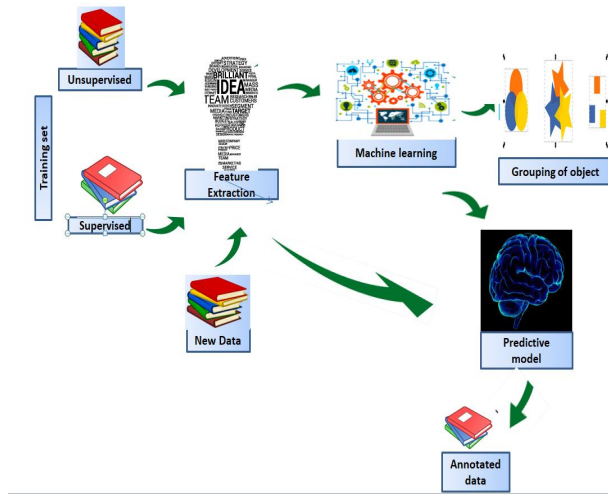 Unsupervised
Training set
Supervised
BRILLIANT
IDEA
TEAM
Feature
Extraction
New Data
Machine learning
Grouping of object
Predictive
model
Annotated
data